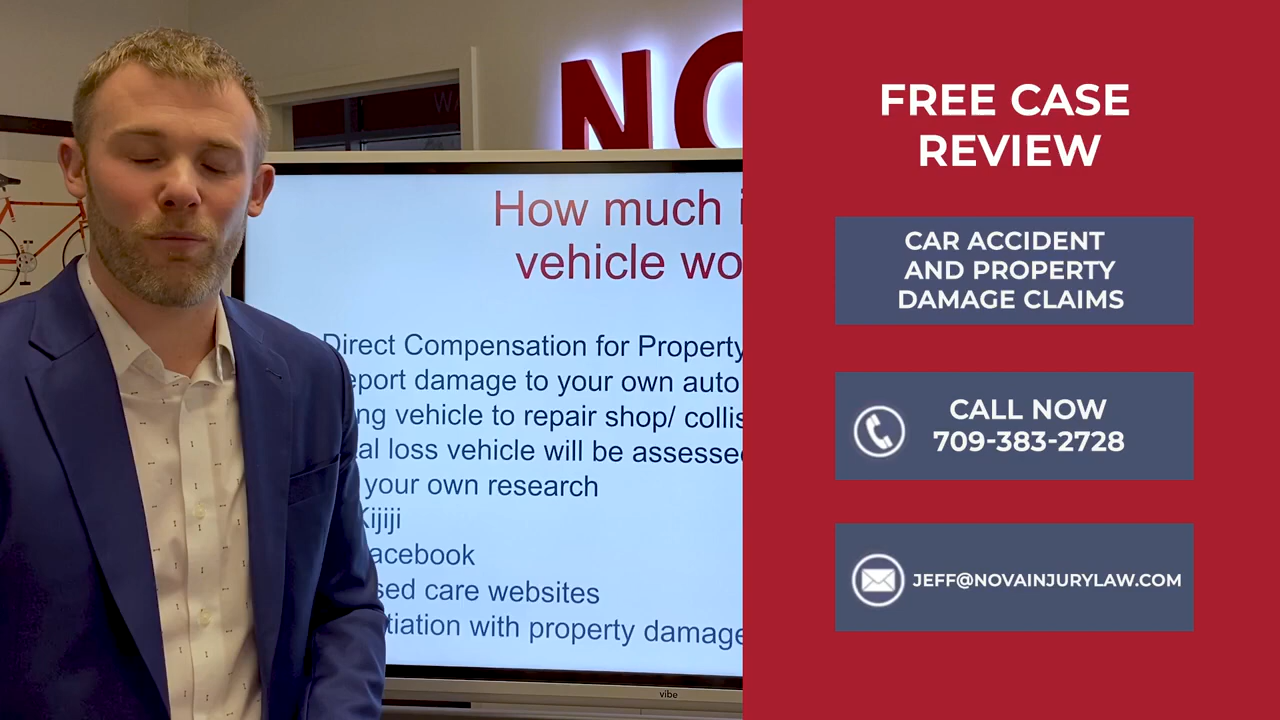 NO
How much i
vehicle wo
Direct Compensation for Property
eport damage to your own auto
ng vehicle to repair shop/ collis
al loss vehicle will be assessed
your own research
Kijiji
acebook
sed care websites
tiation with property damage
vibe
FREE CASE
REVIEW
CAR ACCIDENT
AND PROPERTY
DAMAGE CLAIMS
CALL NOW
709-383-2728
JEFF@NOVAINJURYLAW.COM